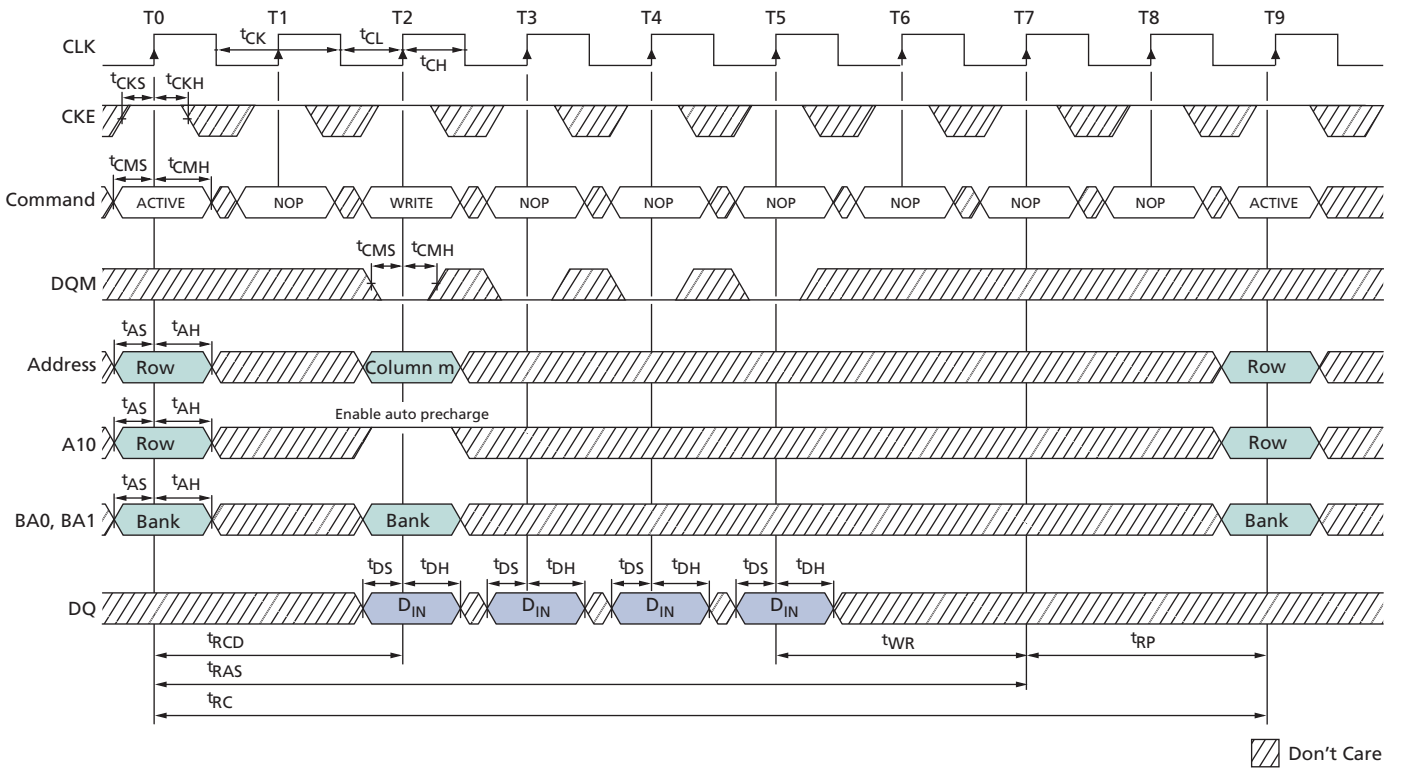 T0 T1 T2 T3 T4 T5 T6 T7 T8 T9
CLK tCK tCL
tCH
tCKS tCKH
CKE
tCMS tCMH
Command ACTIVE NOP WRITE NOP NOP NOP NOP NOP NOP ACTIVE
tCMS tCMH
DQM
tAS tAH
Address Row Column m Row
tAS tAH Enable auto precharge
A10 Row Row
tAS tAH
BA0, BA1 Bank Bank Bank
tDS tDH tDS tDH tDS tDH tDS tDH
DQ DIN DIN DIN DIN
tRCD tWR tRP
tRAS
tRC
Don't Care